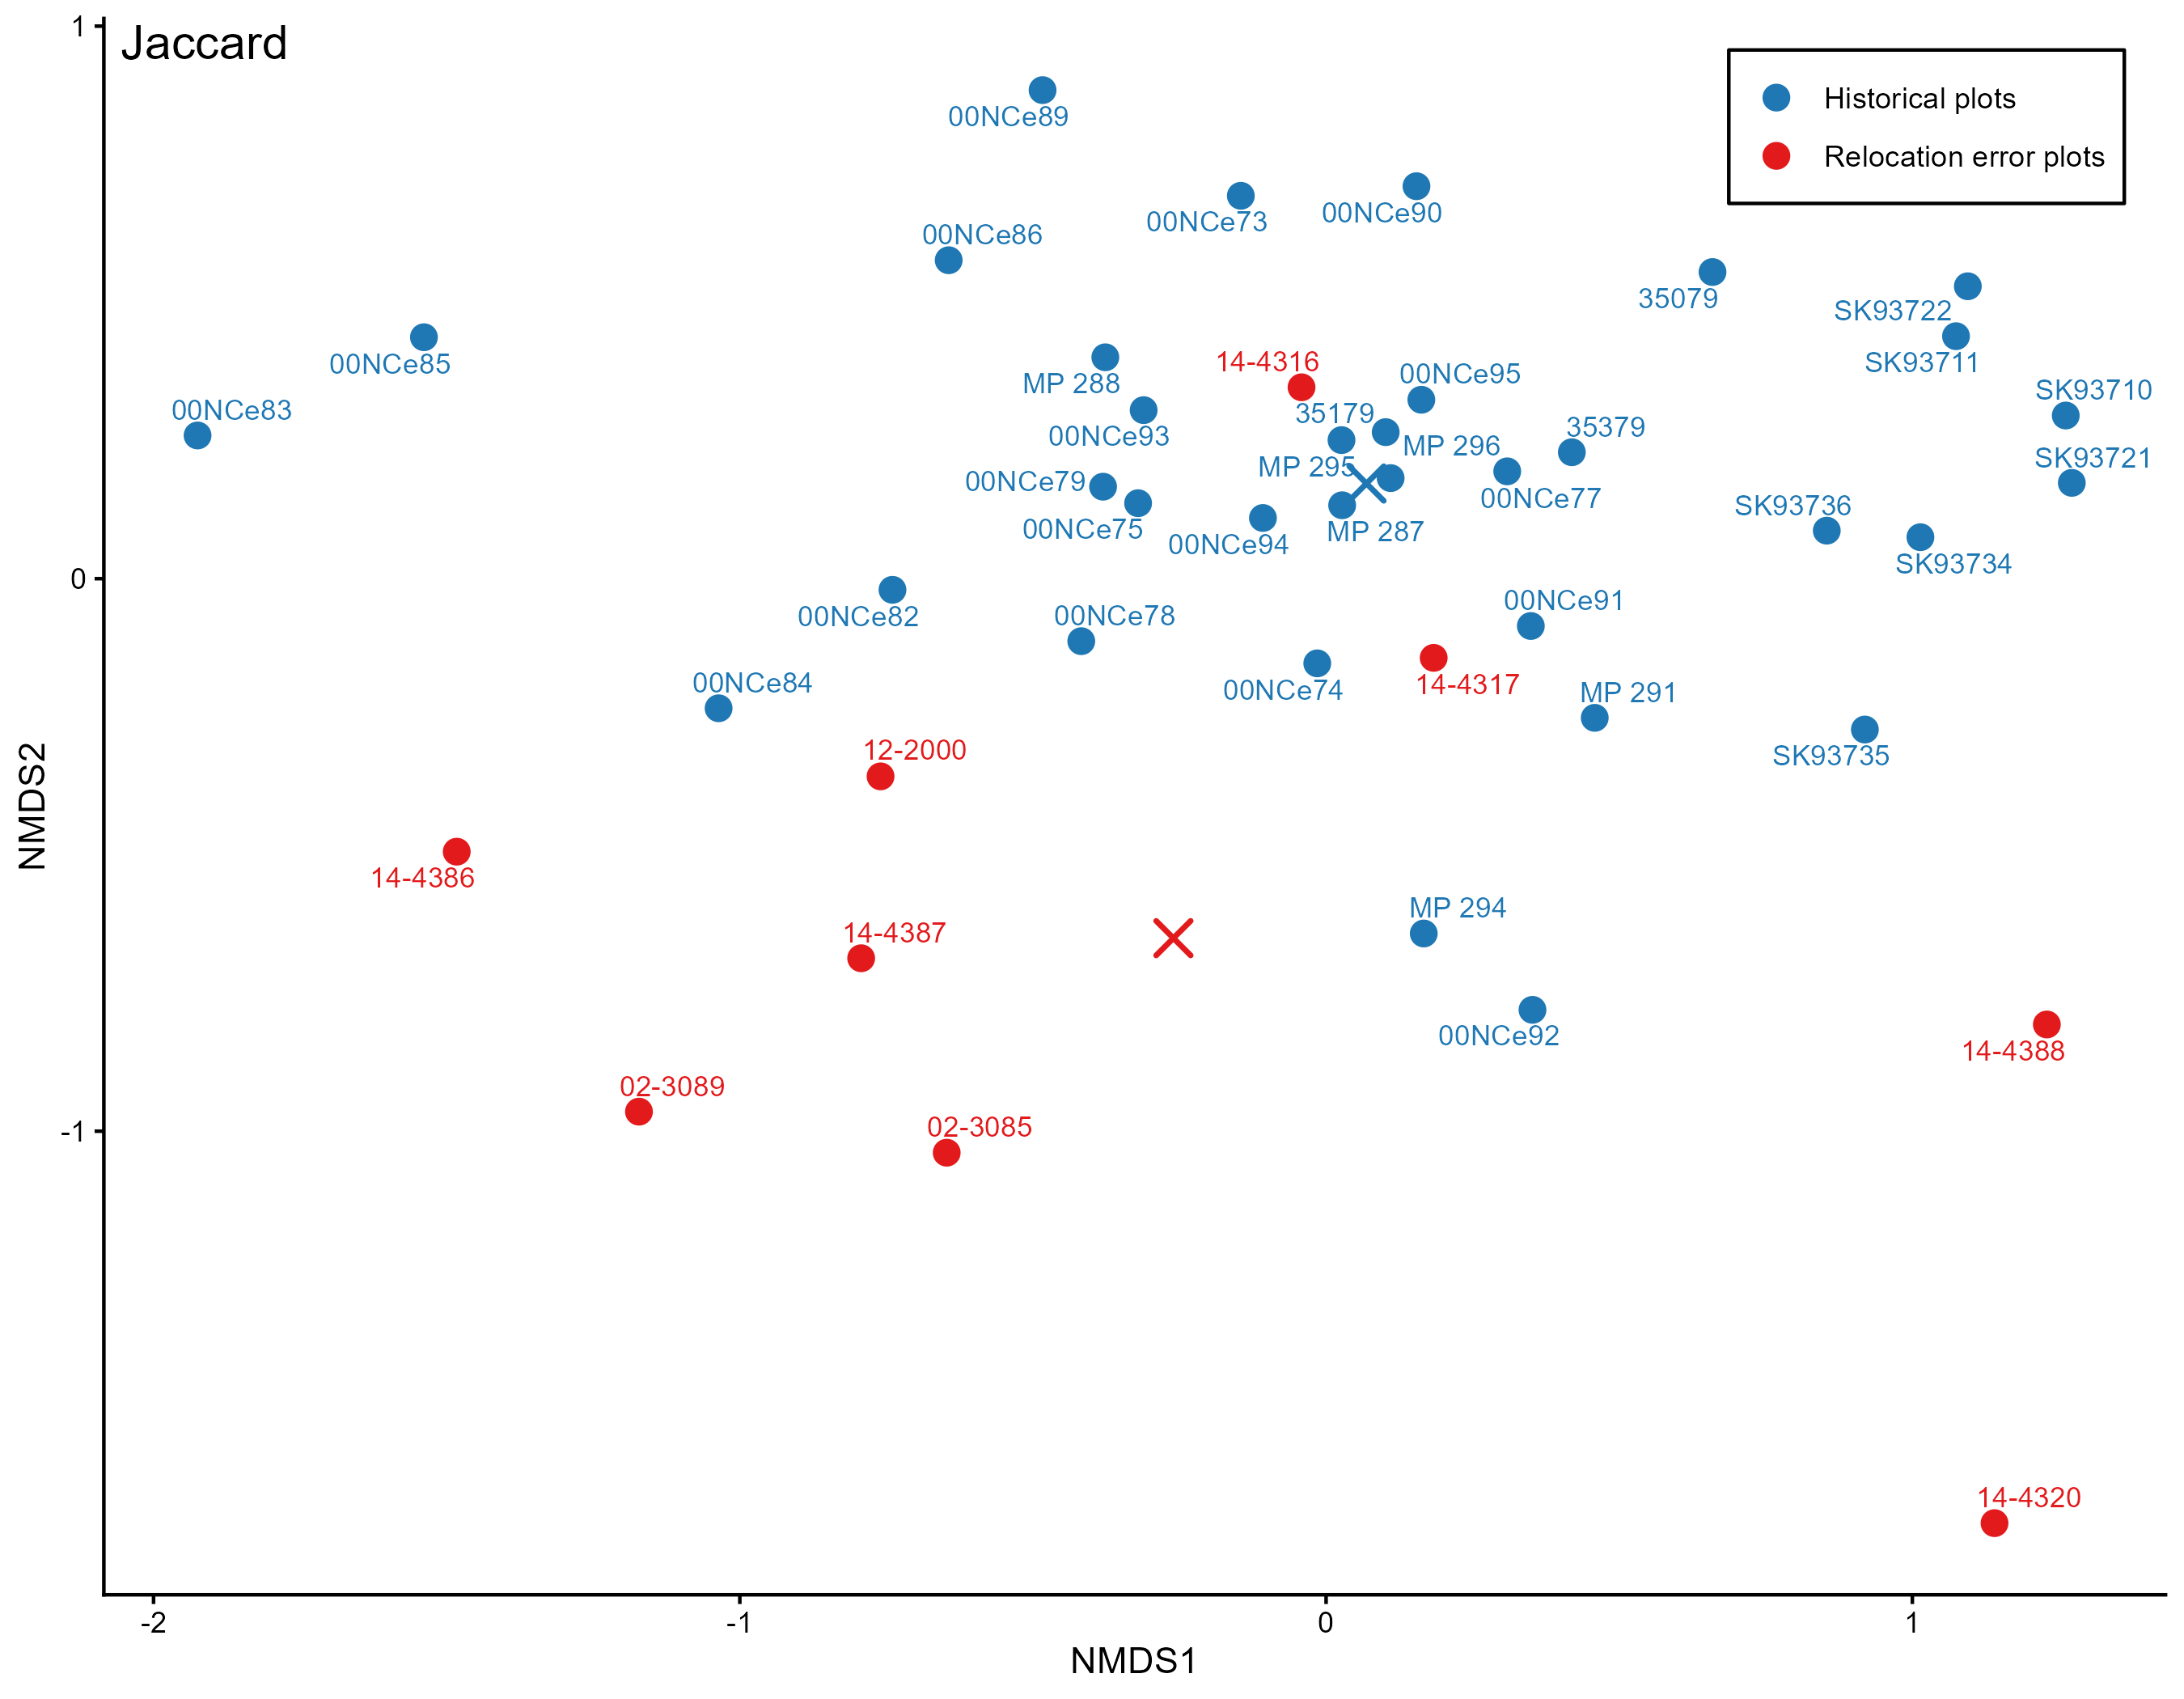 1
Jaccard
Historical plots
Relocation error plots
00NCe89
00NCe73
00NCe90
00NCe86
35079
SK93722
SK93711
00NCe85
MP 288
14-4316
00NCe95
SK93710
00NCe83
35179
00NCe93
35379
MP 296
MP 295
SK93721
00NCe79
00NCe77
SK93736
00NCe75
MP 287
00NCe94
SK93734
0
00NCe91
00NCe82
00NCe78
00NCe84
00NCe74
14-4317
MP 291
12-2000
SK93735
NMDS2
14-4386
MP 294
14-4387
00NCe92
14-4388
02-3089
02-3085
-1
14-4320
-2
-1
0
1
NMDS1